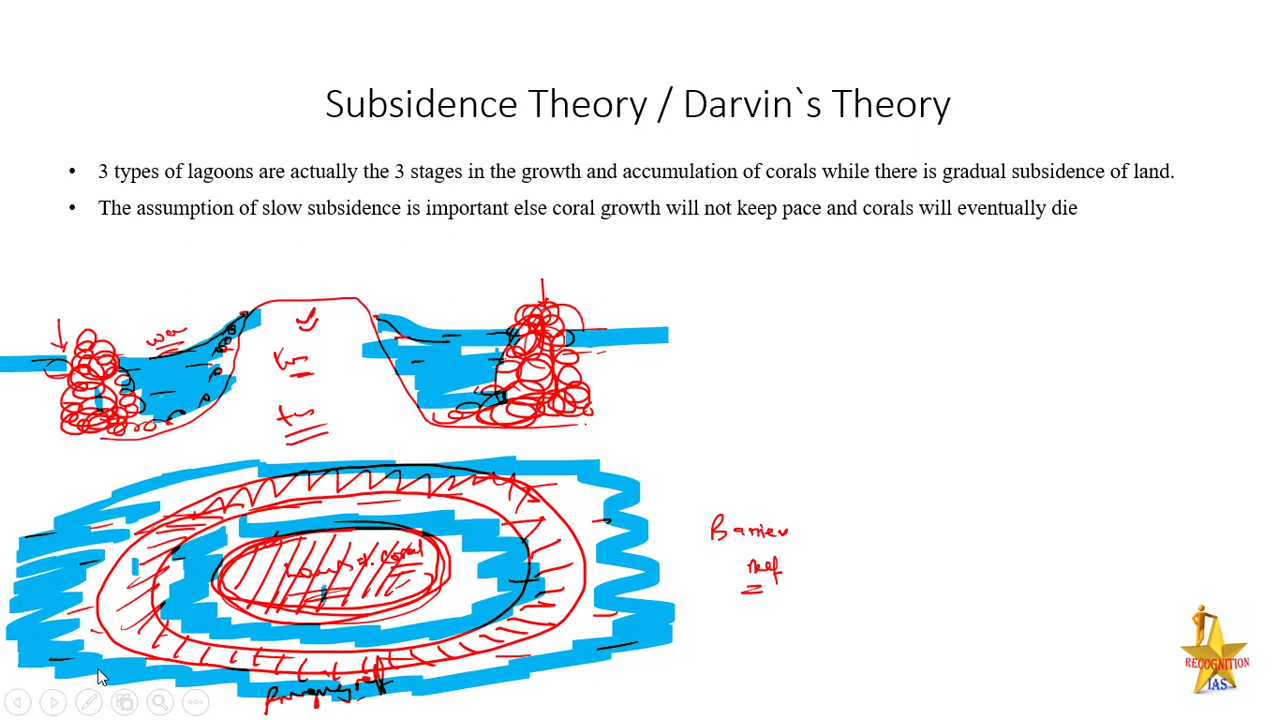 Subsidence Theory / Darvin`s Theory
• 3 types of lagoons are actually the 3 stages in the growth and accumulation of corals while there is gradual subsidence of land.
• The assumption of slow subsidence is important else coral growth will not keep pace and corals will eventually die
coral
Barrier
reef
RECOGNITION
IAS